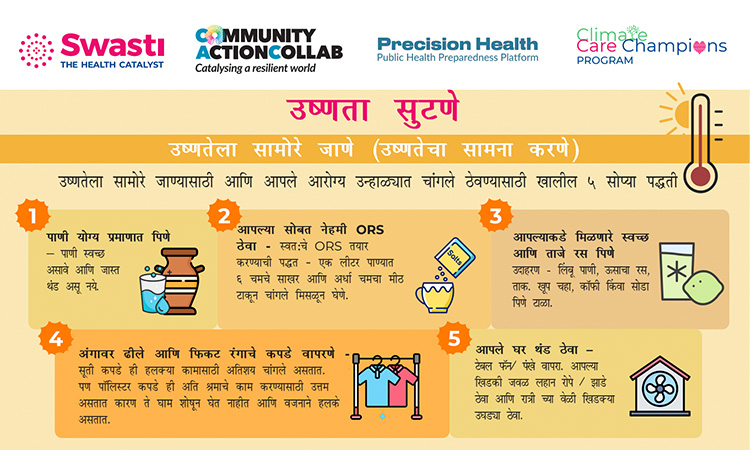 Swasti
THE HEALTH CATALYST
COMMUNITY
ACTIONCOLLAB
Catalysing a resilient world
Precision Health
Public Health Preparedness Platform
Climate
Care Champions
PROGRAM
उष्णता सुटणे
उष्णतेला सामोरे जाणे (उष्णतेचा सामना करणे)
उष्णतेला सामोरे जाण्यासाठी आणि आपले आरोग्य उन्हाळ्यात चांगले ठेवण्यासाठी खालील ५ सोप्या पद्धती
1
पाणी योग्य प्रमाणात पिणे
– पाणी स्वच्छ
असावे आणि जास्त
थंड असू नये.
2
आपल्या सोबत नेहमी ORS
ठेवा - स्वत:चे ORS तयार
करण्याची पद्धत - एक लीटर पाण्यात
६ चमचे साखर आणि अर्धा चमचा मीठ
टाकून चांगले मिसळून घेणे.
Salts
3
आपल्याकडे मिळणारे स्वच्छ
आणि ताजे रस पिणे
उदाहरण - लिंबू पाणी, ऊसाचा रस,
ताक. खूप चहा, कॉफी किंवा सोडा
पिणे टाळा.
4
अंगावर ढीले आणि फिकट रंगाचे कपडे वापरणे -
सूती कपडे ही हलक्या कामासाठी अतिशय चांगले असतात.
पण पॉलिस्टर कपडे ही अति श्रमाचे काम करण्यासाठी उत्तम
असतात कारण ते घाम शोषून घेत नाहीत आणि वजनाने हलके
असतात.
5
आपले घर थंड ठेवा –
टेबल फॅन/ पंखे वापरा. आपल्या
खिडकी जवळ लहान रोपे / झाडे
ठेवा आणि रात्री च्या वेळी खिडक्या
उघड्या ठेवा.